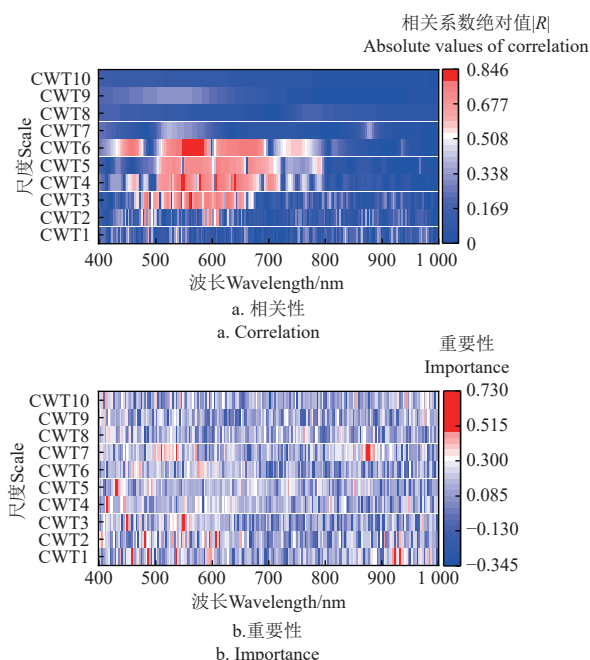 相关系数绝对值|R|
Absolute values of correlation
0.846
0.677
0.508
0.338
0.169
0
尺度Scale
CWT10
CWT9
CWT8
CWT7
CWT6
CWT5
CWT4
CWT3
CWT2
CWT1
400 500 600 700 800 900 1 000
波长Wavelength/nm
a. 相关性
a. Correlation
重要性
Importance
0.730
0.515
0.300
0.085
−0.130
−0.345
尺度Scale
CWT10
CWT9
CWT8
CWT7
CWT6
CWT5
CWT4
CWT3
CWT2
CWT1
400 500 600 700 800 900 1 000
波长Wavelength/nm
b.重要性
b. Importance